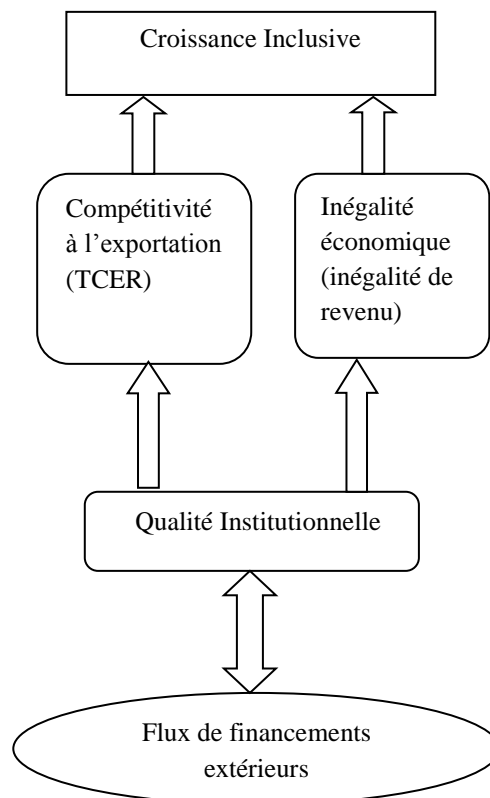 Croissance Inclusive
Compétitivité
à l’exportation
(TCER)
Inégalité
économique
(inégalité de
revenu)
Qualité Institutionnelle
Flux de financements
extérieurs